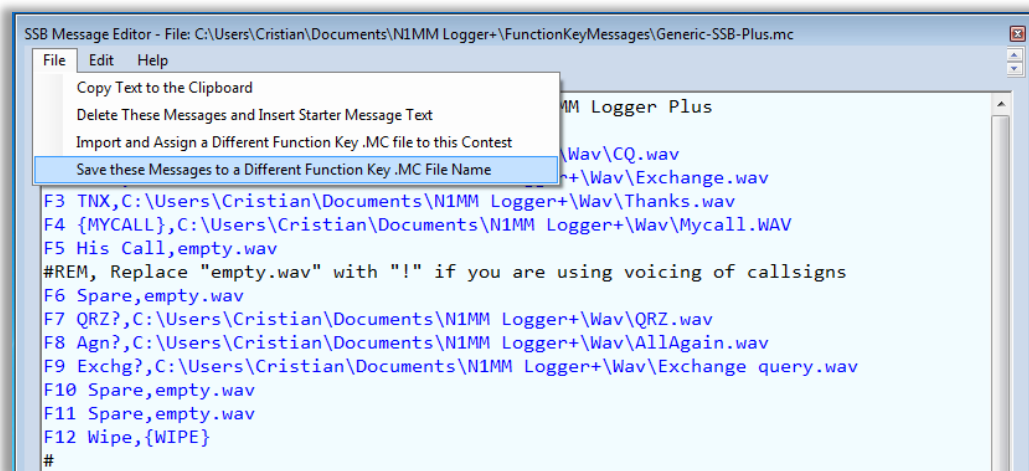 SSB Message Editor - File: C:\Users\Cristian\Documents\N1MM Logger+\FunctionKeyMessages\Generic-SSB-Plus.mc
File Edit Help
Copy Text to the Clipboard
Delete These Messages and Insert Starter Message Text
Import and Assign a Different Function Key .MC file to this Contest
Save these Messages to a Different Function Key .MC File Name
MM Logger Plus
\Wav\CQ.wav
\Wav\Exchange.wav
F3 TNX,C:\Users\Cristian\Documents\N1MM Logger+\Wav\Thanks.wav
F4 {MYCALL},C:\Users\Cristian\Documents\N1MM Logger+\Wav\Mycall.WAV
F5 His Call,empty.wav
#REM, Replace "empty.wav" with "!" if you are using voicing of callsigns
F6 Spare,empty.wav
F7 QRZ?,C:\Users\Cristian\Documents\N1MM Logger+\Wav\QRZ.wav
F8 Agn?,C:\Users\Cristian\Documents\N1MM Logger+\Wav\AllAgain.wav
F9 Exchg?,C:\Users\Cristian\Documents\N1MM Logger+\Wav\Exchange query.wav
F10 Spare,empty.wav
F11 Spare,empty.wav
F12 Wipe,{WIPE}
#